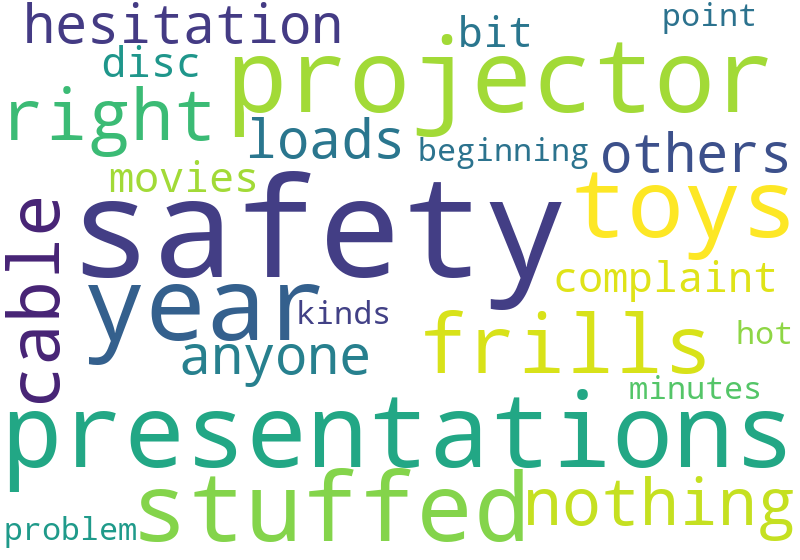 hesitation
bit
point
disc
projector
right
loads
beginning
others
movies
safety
toys
cable
year
kinds
complaint
anyone
frills
hot
minutes
presentations
stuffed
nothing
problem